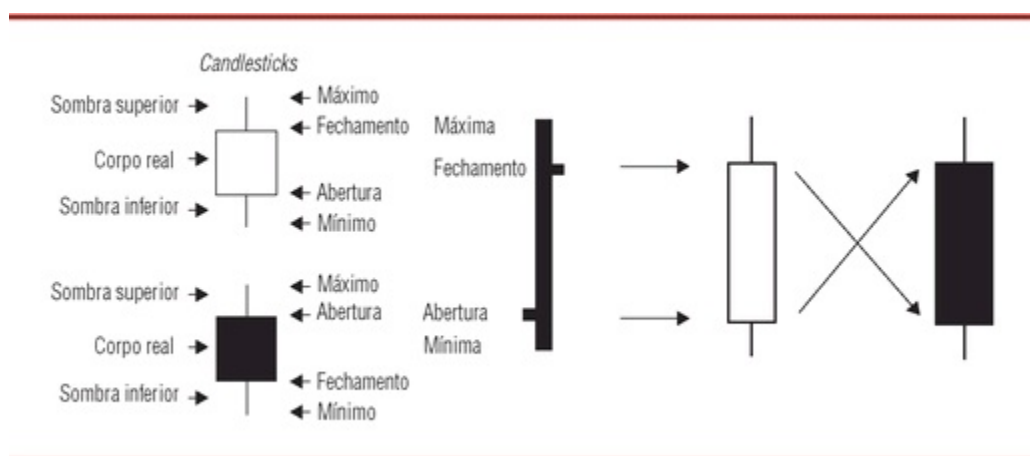 Candlesticks
Sombra superior
Máximo
Fechamento
Corpo real
Abertura
Sombra inferior
Mínimo
Sombra superior
Máximo
Abertura
Corpo real
Fechamento
Sombra inferior
Mínimo
Máxima
Fechamento
Abertura
Mínima